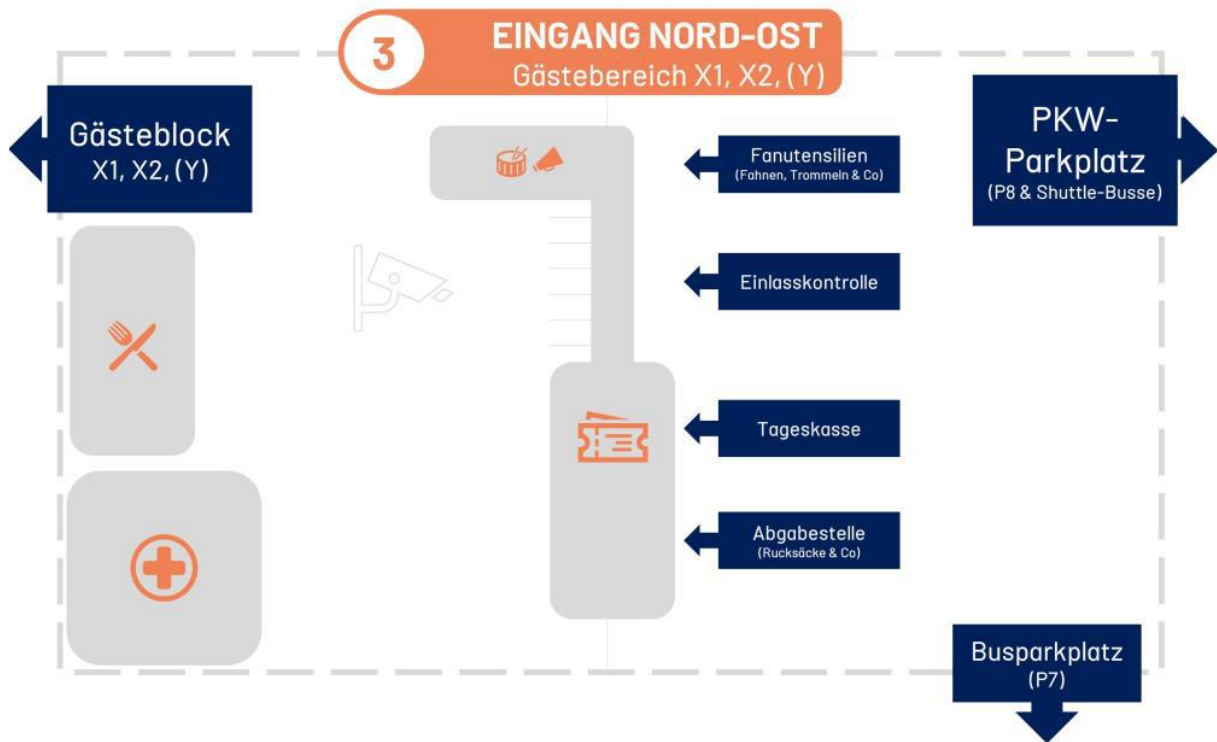 3
EINGANG NORD-OST
Gästebereich X1, X2, (Y)
Gästeblock
X1, X2, (Y)
PKW-
Parkplatz
(P8 & Shuttle-Busse)
Fanutensilien
(Fahnen, Trommeln & Co)
Einlasskontrolle
Tageskasse
Abgabestelle
(Rucksäcke & Co)
Busparkplatz
(P7)